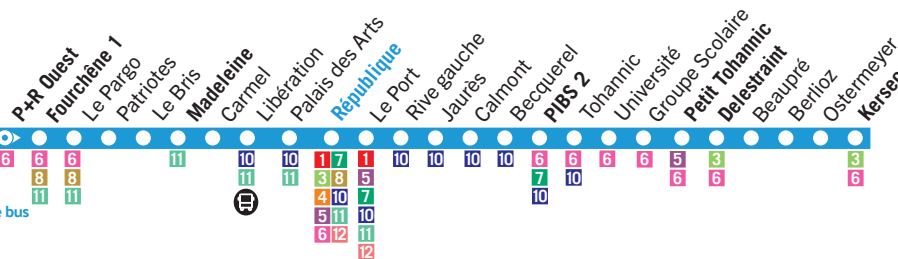 P+R Ouest
Fourchêne 1
Le Pargo
Patriotes
Le Bris
Madeleine
Carmel
Libération
Palais des Arts
République
Le Port
Rive gauche
Jaurès
Calmont
Becquerel
PIBS 2
Tohannic
Université
Groupe Scolaire
Petit Tohannic
Delestraint
Beaupré
Berlioz
Ostermeyer
Kersec
6 6 6 11 10 10 1 7 1 10 10 10 10 6 6 6 6 5 3 3
8 8 11 11 3 8 5 7 10 6 6 6
11 11 4 10 7 10
5 11 10
e bus
6 12 11
12